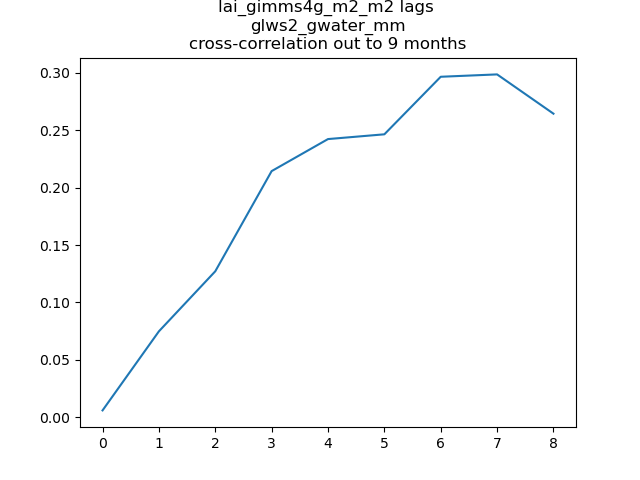 lai_gimms4g_m2_m2 lags
glws2_gwater_mm
cross-correlation out to 9 months
0.30
0.25
0.20
0.15
0.10
0.05
0.00
0 1 2 3 4 5 6 7 8